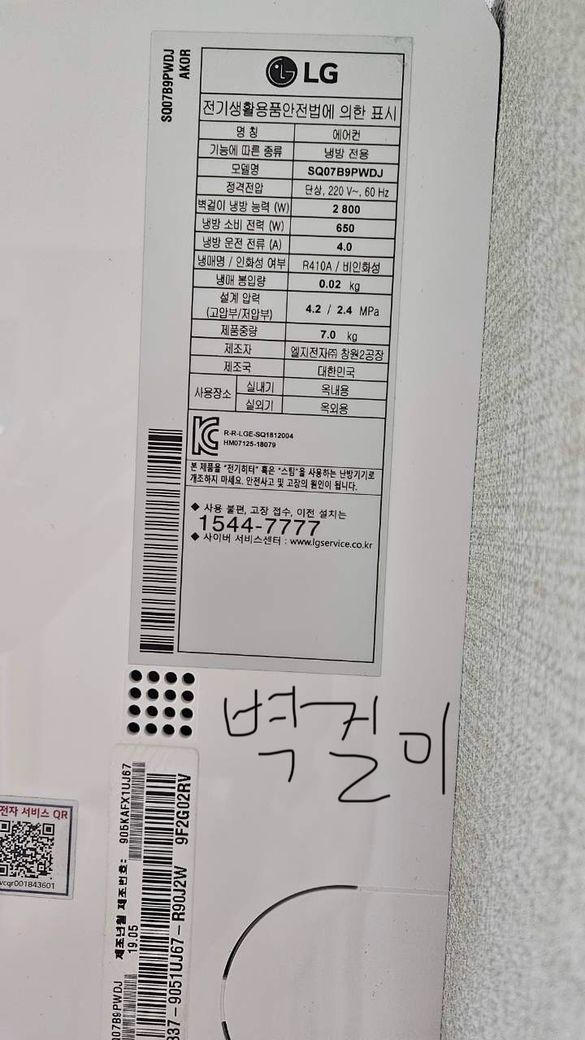 SQ07B9PWDJ
AKOR
LG
전기생활용품안전법에 의한 표시
명 칭 에어컨
기능에 따른 종류 냉방 전용
모델명 SQ07B9PWDJ
정격전압 단상, 220 V~, 60 Hz
벽걸이 냉방 능력 (W) 2 800
냉방 소비 전력 (W) 650
냉방 운전 전류 (A) 4.0
냉매명 / 인화성 여부 R410A / 비인화성
냉매 봉입량 0.02 kg
설계 압력
(고압부/저압부) 4.2 / 2.4 MPa
제품중량 7.0 kg
제조자 엘지전자㈜ 창원2공장
제조국 대한민국
사용장소 실내기 옥내용
실외기 옥외용
R-R-LGE-SQ1812004
HM07125-18079
본 제품을 "전기히터" 혹은 "스팀"을 사용하는 난방기기로
개조하지 마세요. 안전사고 및 고장의 원인이 됩니다.
◆ 사용 불편, 고장 접수, 이전 설치는
1544-7777
◆ 사이버 서비스센터 : www.lgservice.co.kr
벽걸이
전자 서비스 QR
vcqr001843601
제조년월 제조번호: 905KAFX1UJ67
19.05
07B9PWDJ
337-9051UJ67-R90J2W 9F2G02RV